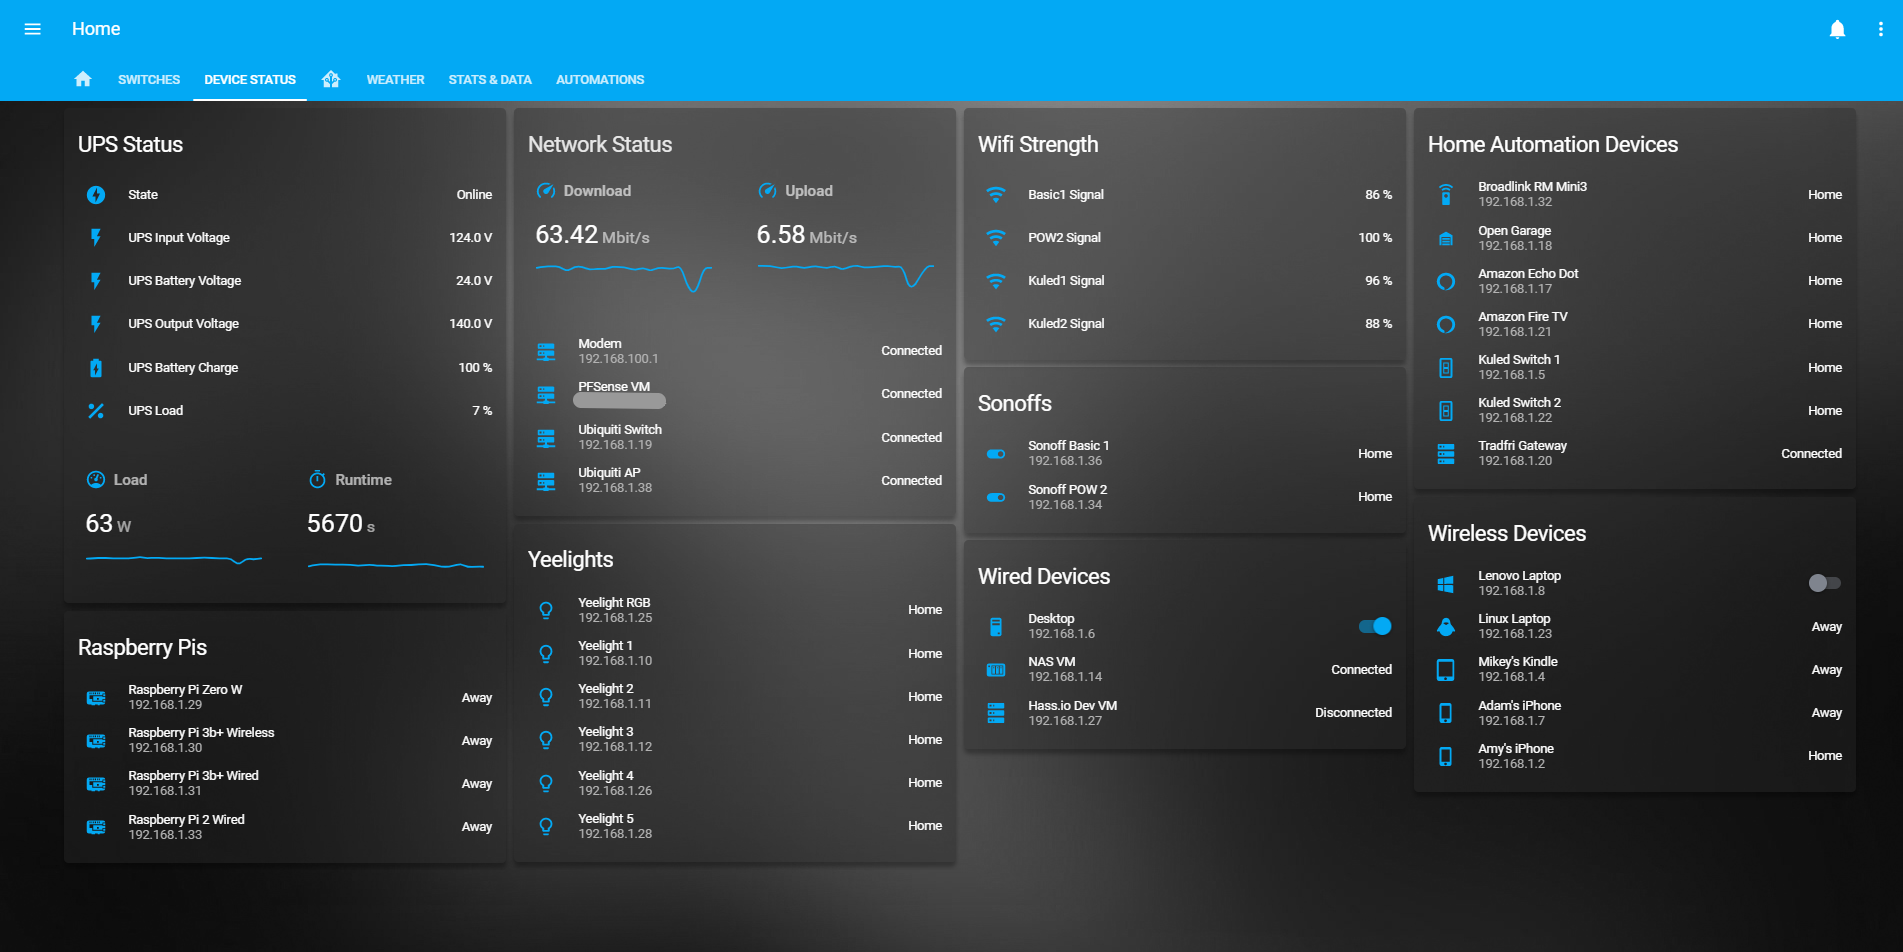 Home
SWITCHES DEVICE STATUS WEATHER STATS & DATA AUTOMATIONS
UPS Status
State Online
UPS Input Voltage 124.0 V
UPS Battery Voltage 24.0 V
UPS Output Voltage 140.0 V
UPS Battery Charge 100 %
UPS Load 7 %
Load Runtime
63 W 5670 s
Raspberry Pis
Raspberry Pi Zero W Away
192.168.1.29
Raspberry Pi 3b+ Wireless Away
192.168.1.30
Raspberry Pi 3b+ Wired Away
192.168.1.31
Raspberry Pi 2 Wired Away
192.168.1.33
Network Status
Download Upload
63.42 Mbit/s 6.58 Mbit/s
Modem Connected
192.168.100.1
PFSense VM Connected
Ubiquiti Switch Connected
192.168.1.19
Ubiquiti AP Connected
192.168.1.38
Yeelights
Yeelight RGB Home
192.168.1.25
Yeelight 1 Home
192.168.1.10
Yeelight 2 Home
192.168.1.11
Yeelight 3 Home
192.168.1.12
Yeelight 4 Home
192.168.1.26
Yeelight 5 Home
192.168.1.28
Wifi Strength
Basic1 Signal 86 %
POW2 Signal 100 %
Kuled1 Signal 96 %
Kuled2 Signal 88 %
Sonoffs
Sonoff Basic 1 Home
192.168.1.36
Sonoff POW 2 Home
192.168.1.34
Wired Devices
Desktop
192.168.1.6
NAS VM Connected
192.168.1.14
Hass.io Dev VM Disconnected
192.168.1.27
Home Automation Devices
Broadlink RM Mini3 Home
192.168.1.32
Open Garage Home
192.168.1.18
Amazon Echo Dot Home
192.168.1.17
Amazon Fire TV Home
192.168.1.21
Kuled Switch 1 Home
192.168.1.5
Kuled Switch 2 Home
192.168.1.22
Tradfri Gateway Connected
192.168.1.20
Wireless Devices
Lenovo Laptop
192.168.1.8
Linux Laptop Away
192.168.1.23
Mikey's Kindle Away
192.168.1.4
Adam's iPhone Away
192.168.1.7
Amy's iPhone Home
192.168.1.2